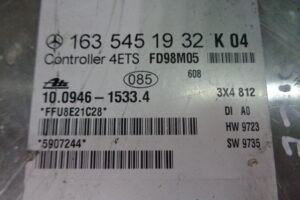 163 545 19 32 K 04
Controller 4ETS FD98M05
608
085
Ate
10.0946-1533.4 3X4 812
*FFU8E21C28* DI A0
HW 9723
*5907244* SW 9735